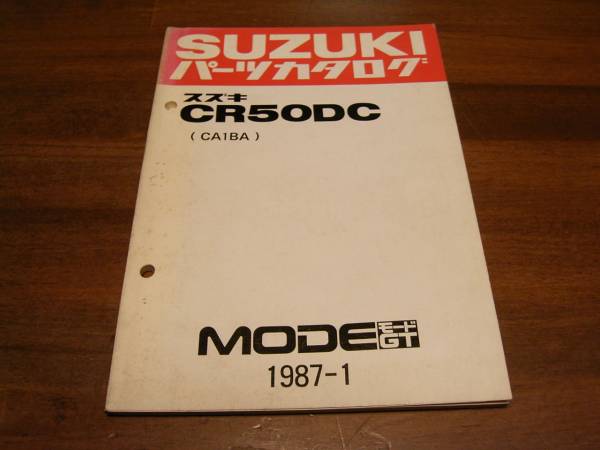 SUZUKI
パーツカタログ
スズキ
CR50DC
( CA1BA )
MODE モードGT
1987-1